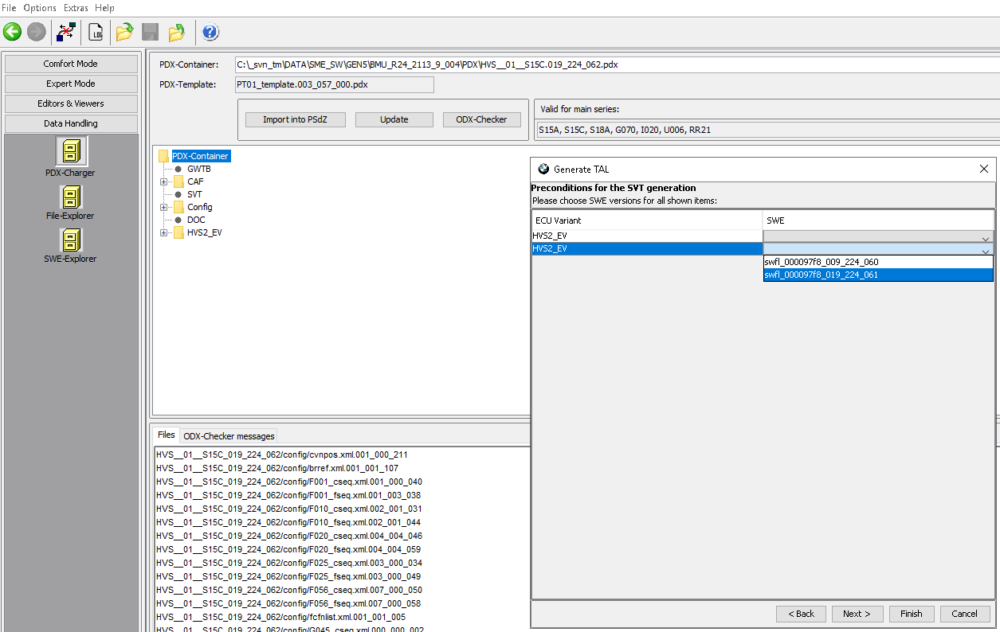 File Options Extras Help
Comfort Mode
Expert Mode
Editors & Viewers
Data Handling
PDX-Charger
File-Explorer
SWE-Explorer
LOG
PDX-Container: C:\_svn_tm\DATA\SME_SW\GEN5\BMU_R24_2113_9_004\PDX\HVS__01__S15C.019_224_062.pdx
PDX-Template: PT01_template.003_057_000.pdx
Import into PSdZ Update ODX-Checker
Valid for main series:
S15A, S15C, S18A, G070, I020, U006, RR21
PDX-Container
GWTB
CAF
SVT
Config
DOC
HVS2_EV
Generate TAL
Preconditions for the SVT generation
Please choose SWE versions for all shown items:
ECU Variant SWE
HVS2_EV
HVS2_EV
swfl_000097f8_009_224_060
swfl_000097f8_019_224_061
< Back Next > Finish Cancel
Files ODX-Checker messages
HVS__01__S15C_019_224_062/config/cvnpos.xml.001_000_211
HVS__01__S15C_019_224_062/config/brref.xml.001_001_107
HVS__01__S15C_019_224_062/config/F001_cseq.xml.001_000_040
HVS__01__S15C_019_224_062/config/F001_fseq.xml.001_003_038
HVS__01__S15C_019_224_062/config/F010_cseq.xml.002_001_031
HVS__01__S15C_019_224_062/config/F010_fseq.xml.002_001_044
HVS__01__S15C_019_224_062/config/F020_cseq.xml.004_004_046
HVS__01__S15C_019_224_062/config/F020_fseq.xml.004_004_059
HVS__01__S15C_019_224_062/config/F025_cseq.xml.003_000_034
HVS__01__S15C_019_224_062/config/F025_fseq.xml.003_000_049
HVS__01__S15C_019_224_062/config/F056_cseq.xml.007_000_050
HVS__01__S15C_019_224_062/config/F056_fseq.xml.007_000_058
HVS__01__S15C_019_224_062/config/fcfnlist.xml.001_001_005
HVS__01__S15C_019_224_062/config/G045_cseq.xml.000_000_002